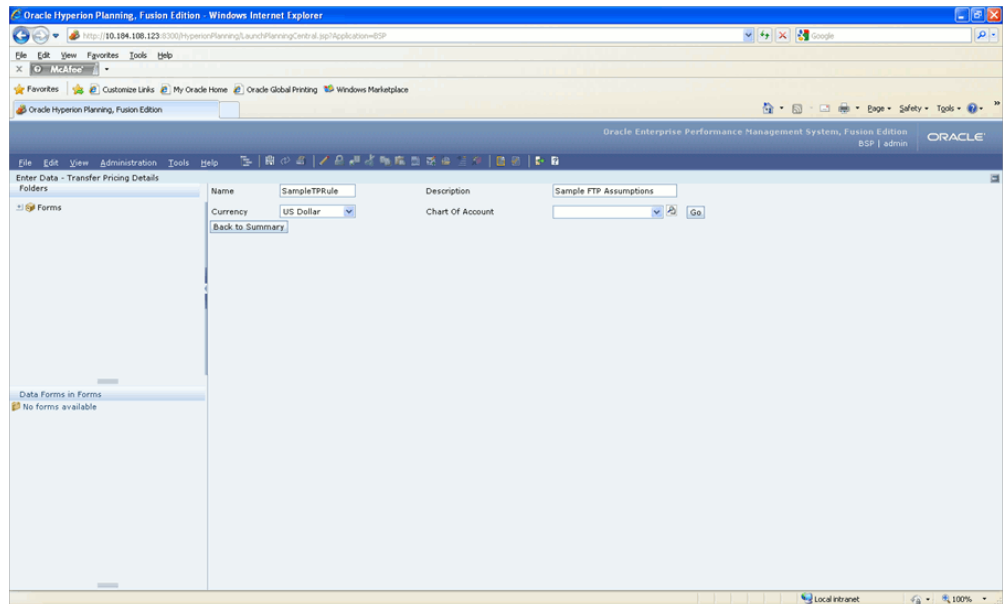 Oracle Hyperion Planning, Fusion Edition - Windows Internet Explorer
http://10.184.108.123:8300/HyperionPlanning/LaunchPlanningCentral.jsp?Application=BSP
Google
File Edit View Favorites Tools Help
McAfee
Favorites Customize Links My Oracle Home Oracle Global Printing Windows Marketplace
Oracle Hyperion Planning, Fusion Edition Page Safety Tools
Oracle Enterprise Performance Management System, Fusion Edition
BSP | admin
ORACLE
File Edit View Administration Tools Help
Enter Data - Transfer Pricing Details
Folders
Name SampleTPRule Description Sample FTP Assumptions
Forms
Currency US Dollar Chart Of Account Go
Back to Summary
Data Forms in Forms
No forms available
Local intranet 100%